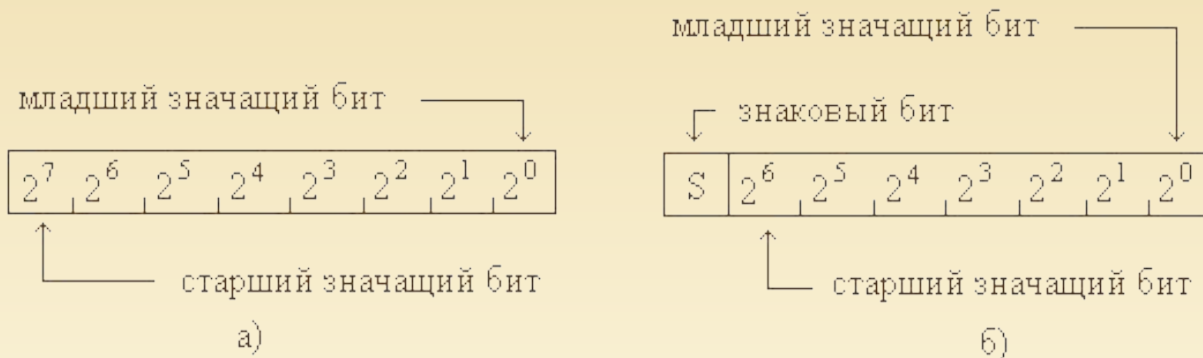 младший значащий бит
2^7 2^6 2^5 2^4 2^3 2^2 2^1 2^0
старший значащий бит
а)
младший значащий бит
знаковый бит
S 2^6 2^5 2^4 2^3 2^2 2^1 2^0
старший значащий бит
б)